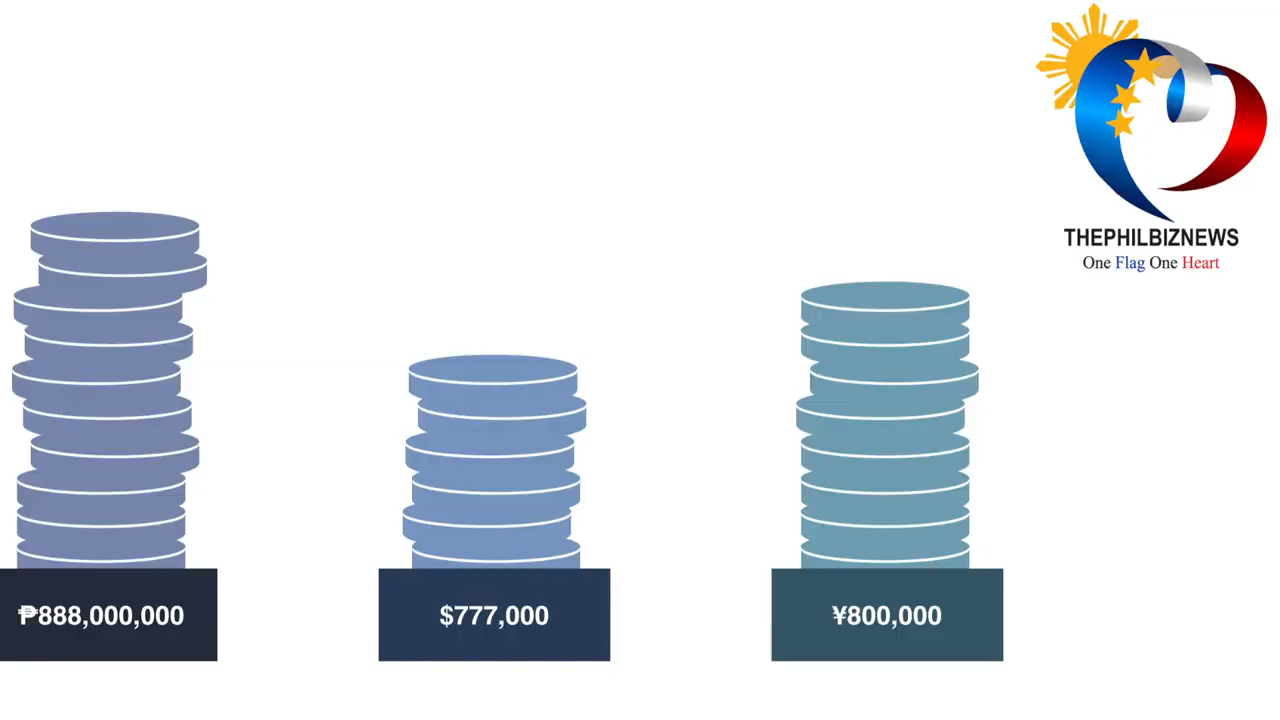 THEPHILBIZNEWS
One Flag One Heart
₱888,000,000
$777,000
¥800,000